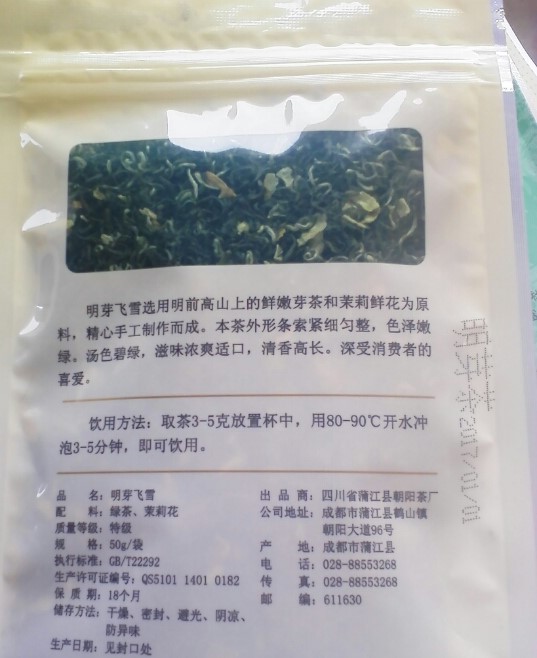 明芽飞雪选用明前高山上的鲜嫩芽茶和茉莉鲜花为原
料，精心手工制作而成。本茶外形条索紧细匀整，色泽嫩
绿。汤色碧绿，滋味浓爽适口，清香高长。深受消费者的
喜爱。
饮用方法：取茶3-5克放置杯中，用80-90℃开水冲
泡3-5分钟，即可饮用。
品 名：明芽飞雪
配 料：绿茶、茉莉花
质量等级：特级
规 格：50g/袋
执行标准：GB/T22292
生产许可证编号：QS5101 1401 0182
保 质 期：18个月
储存方法：干燥、密封、避光、阴凉、
防异味
生产日期：见封口处
出 品 商：四川省蒲江县朝阳茶厂
公司地址：成都市蒲江县鹤山镇
朝阳大道96号
产 地：成都市蒲江县
电 话：028-88553268
传 真：028-88553268
邮 编：611630
2017/01/01